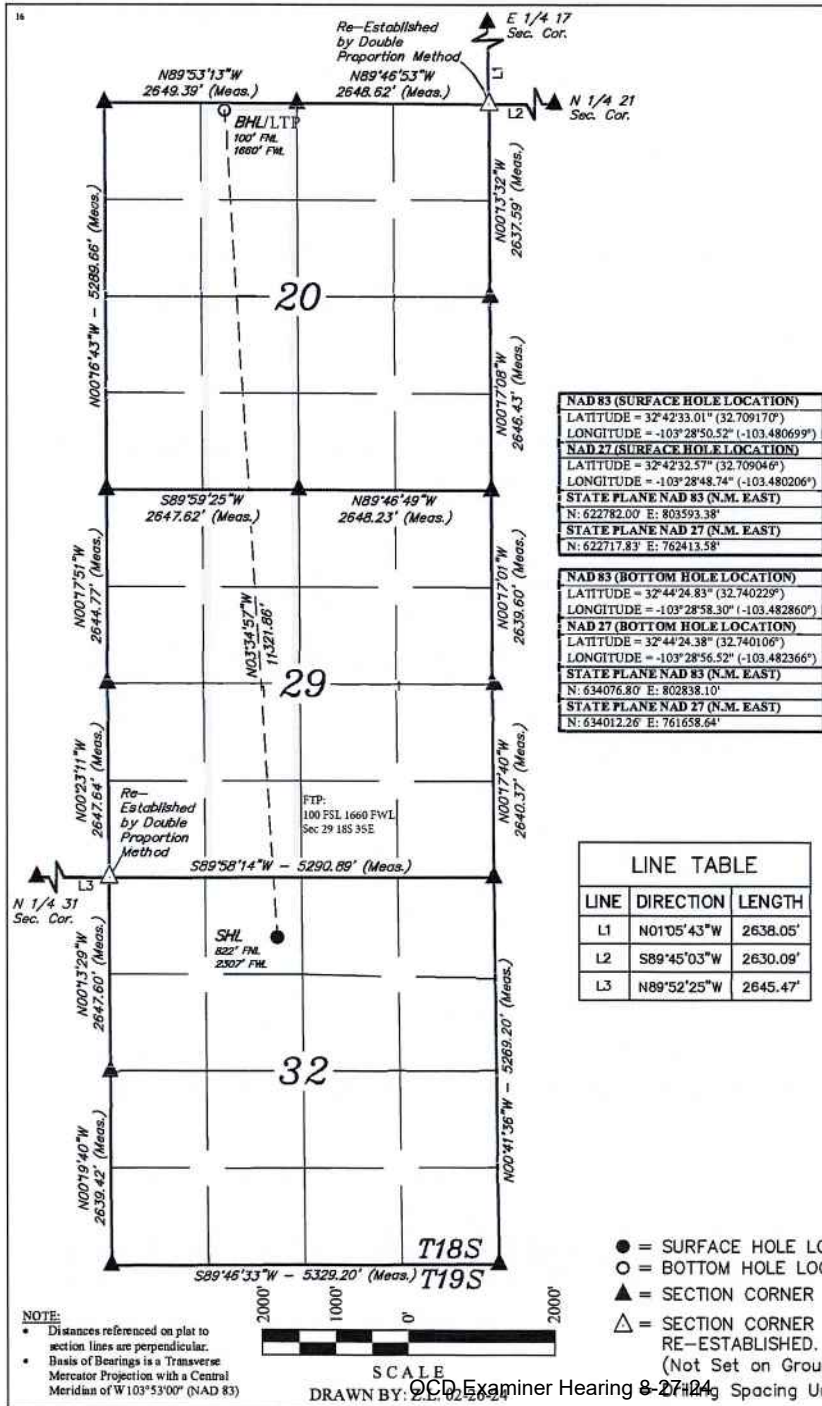 16
Re-Established
by Double
Proportion Method
E 1/4 17
Sec. Cor.
L1
N89°53'13"W
2649.39' (Meas.)
N89°46'53"W
2648.62' (Meas.)
L2
N 1/4 21
Sec. Cor.
BHL/LTP
100' FNL
1660' FWL
N00°13'32"W
2637.59' (Meas.)
N00°16'43"W - 5289.66' (Meas.)
20
N00°17'08"W
2646.43' (Meas.)
S89°59'25"W
2647.62' (Meas.)
N89°46'49"W
2648.23' (Meas.)
N00°17'51"W
2644.77' (Meas.)
N03°34'57"W
11321.86'
N00°17'01"W
2639.60' (Meas.)
29
N00°23'11"W
2647.64' (Meas.)
Re-
Established
by Double
Proportion
Method
FTP:
100 FSL 1660 FWL
Sec 29 18S 35E
N00°17'40"W
2640.37' (Meas.)
S89°58'14"W - 5290.89' (Meas.)
L3
N 1/4 31
Sec. Cor.
SHL
822' FNL
2307' FWL
N00°13'29"W
2647.60' (Meas.)
32
N00°41'36"W - 5269.20' (Meas.)
N00°19'40"W
2639.42' (Meas.)
T18S
S89°46'33"W - 5329.20' (Meas.)
T19S
NAD 83 (SURFACE HOLE LOCATION)
LATITUDE = 32°42'33.01" (32.709170°)
LONGITUDE = -103°28'50.52" (-103.480699°)
NAD 27 (SURFACE HOLE LOCATION)
LATITUDE = 32°42'32.57" (32.709046°)
LONGITUDE = -103°28'48.74" (-103.480206°)
STATE PLANE NAD 83 (N.M. EAST)
N: 622782.00' E: 803593.38'
STATE PLANE NAD 27 (N.M. EAST)
N: 622717.83' E: 762413.58'
NAD 83 (BOTTOM HOLE LOCATION)
LATITUDE = 32°44'24.83" (32.740229°)
LONGITUDE = -103°28'58.30" (-103.482860°)
NAD 27 (BOTTOM HOLE LOCATION)
LATITUDE = 32°44'24.38" (32.740106°)
LONGITUDE = -103°28'56.52" (-103.482366°)
STATE PLANE NAD 83 (N.M. EAST)
N: 634076.80' E: 802838.10'
STATE PLANE NAD 27 (N.M. EAST)
N: 634012.26' E: 761658.64'
LINE TABLE
LINE DIRECTION LENGTH
L1 N01°05'43"W 2638.05'
L2 S89°45'03"W 2630.09'
L3 N89°52'25"W 2645.47'
● = SURFACE HOLE LO
○ = BOTTOM HOLE LOC
▲ = SECTION CORNER
△ = SECTION CORNER
RE-ESTABLISHED.
(Not Set on Grou
= Drilling Spacing Un
NOTE:
• Distances referenced on plat to
section lines are perpendicular.
• Basis of Bearings is a Transverse
Mercator Projection with a Central
Meridian of W103°53'00" (NAD 83)
2000' 1000' 0' 2000'
SCALE
DRAWN BY: Z.L. 02-26-24
OCD Examiner Hearing 8-27-24